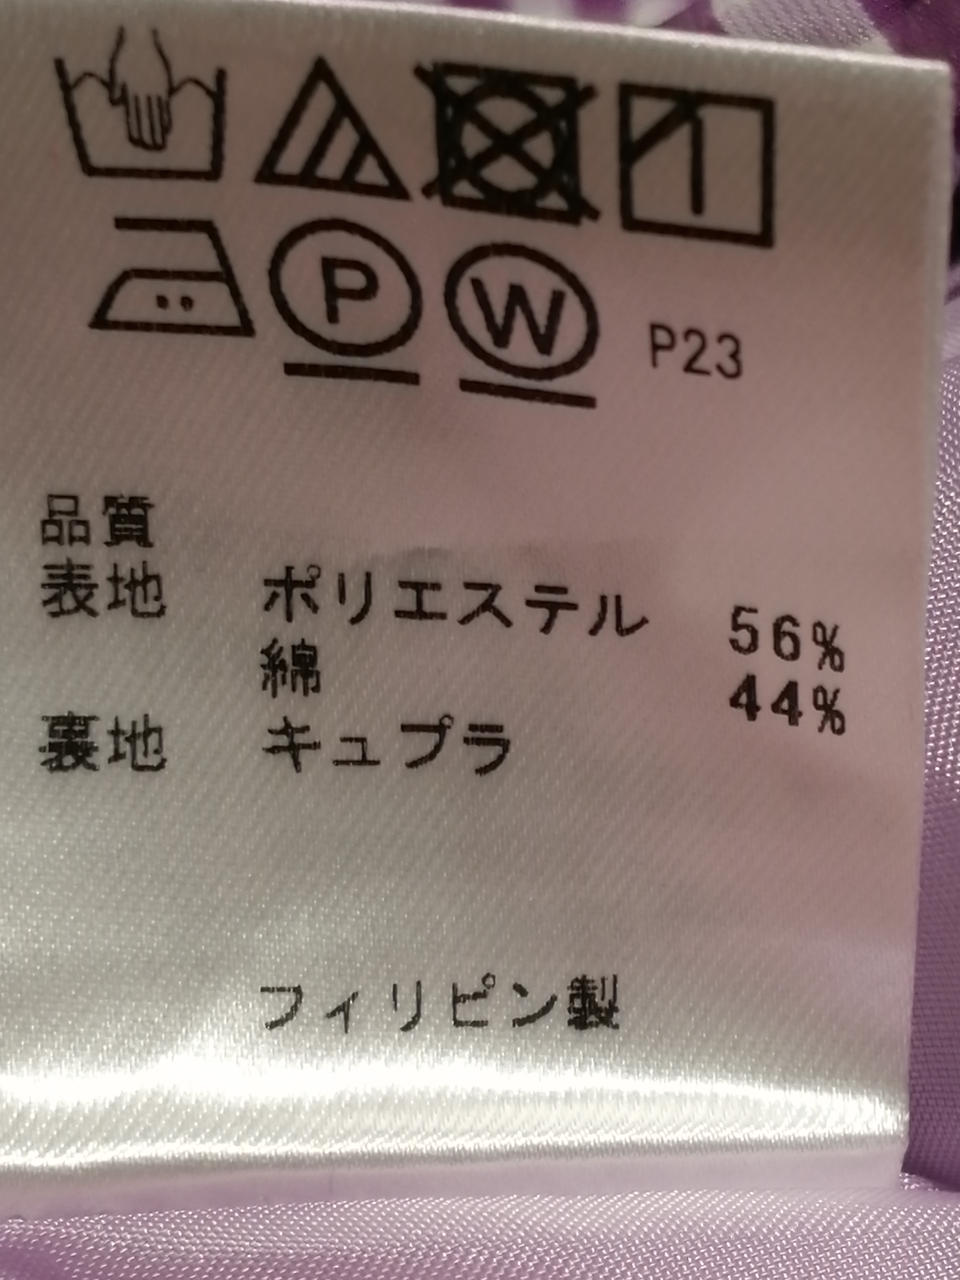 P W P23
品質
表地 ポリエステル 56%
綿 44%
裏地 キュプラ
フィリピン製